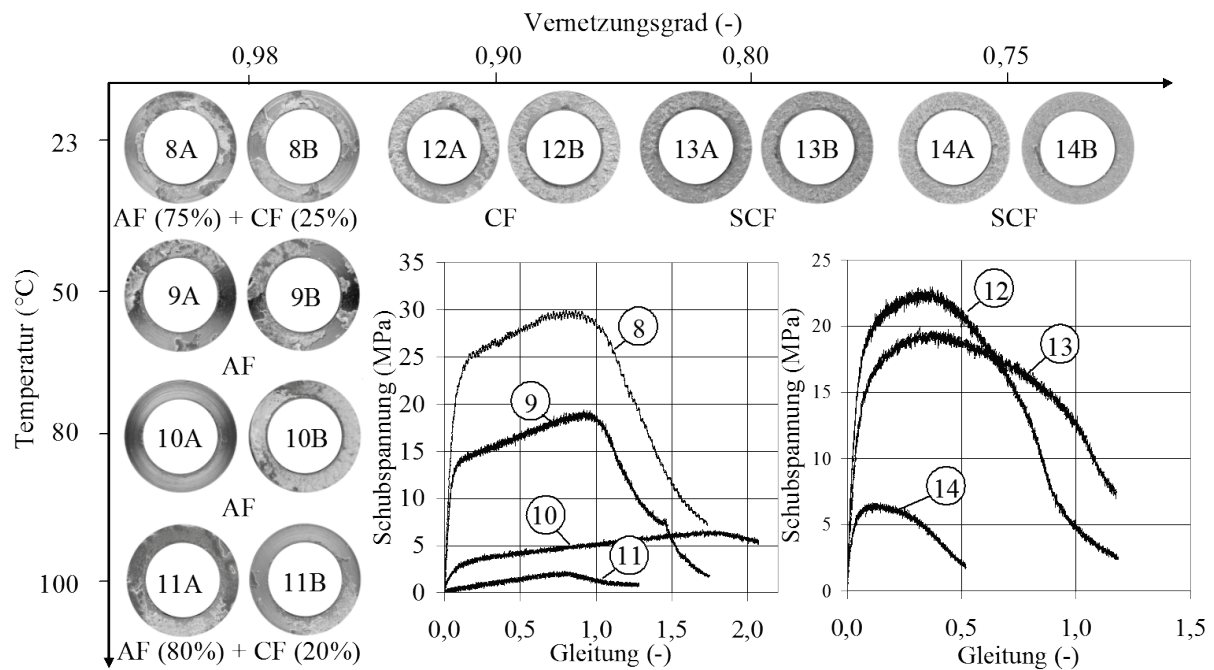 Vernetzungsgrad (-)
0,98 0,90 0,80 0,75
Temperatur (°C)
23
8A 8B 12A 12B 13A 13B 14A 14B
AF (75%) + CF (25%) CF SCF SCF
50
9A 9B
AF
80
10A 10B
AF
100
11A 11B
AF (80%) + CF (20%)
Schubspannung (MPa)
35
30
25
20
15
10
5
0
0,0 0,5 1,0 1,5 2,0
Gleitung (-)
8
9
10
11
Schubspannung (MPa)
25
20
15
10
5
0
0,0 0,5 1,0 1,5
Gleitung (-)
12
13
14